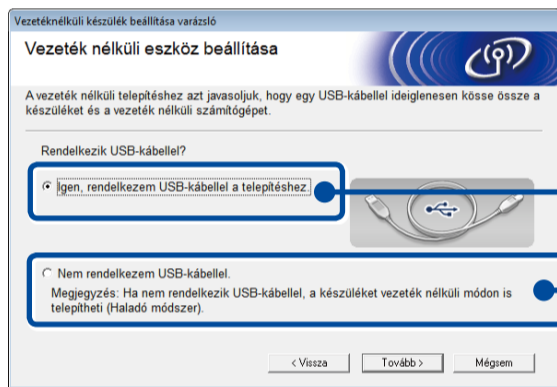 Vezetéknélküli készülék beállítása varázsló
Vezeték nélküli eszköz beállítása
A vezeték nélküli telepítéshez azt javasoljuk, hogy egy USB-kábellel ideiglenesen kösse össze a
készüléket és a vezeték nélküli számítógépet.
Rendelkezik USB-kábellel?
Igen, rendelkezem USB-kábellel a telepítéshez.
Nem rendelkezem USB-kábellel.
Megjegyzés: Ha nem rendelkezik USB-kábellel, a készüléket vezeték nélküli módon is
telepítheti (Haladó módszer).
< Vissza Tovább > Mégsem